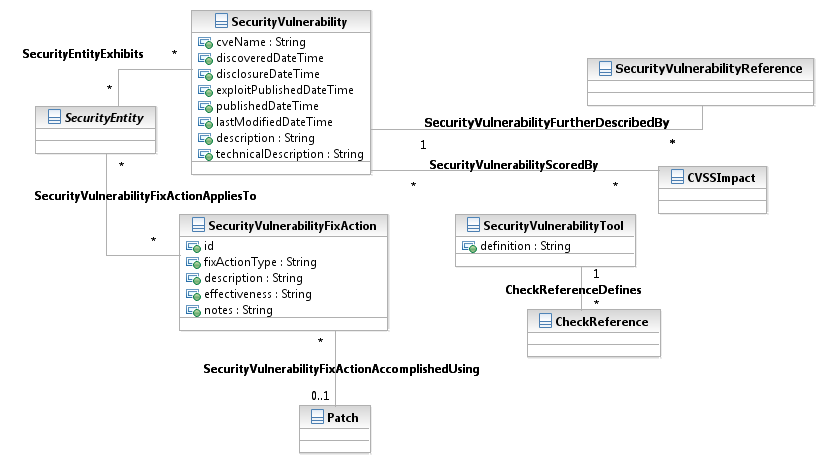 SecurityVulnerability
cveName : String
discoveredDateTime
disclosureDateTime
exploitPublishedDateTime
publishedDateTime
lastModifiedDateTime
description : String
technicalDescription : String
SecurityEntityExhibits
*
*
SecurityEntity
SecurityVulnerabilityReference
SecurityVulnerabilityFurtherDescribedBy
1
*
SecurityVulnerabilityScoredBy
*
*
CVSSImpact
*
SecurityVulnerabilityFixActionAppliesTo
*
SecurityVulnerabilityFixAction
id
fixActionType : String
description : String
effectiveness : String
notes : String
SecurityVulnerabilityTool
definition : String
1
CheckReferenceDefines
*
CheckReference
*
SecurityVulnerabilityFixActionAccomplishedUsing
0..1
Patch